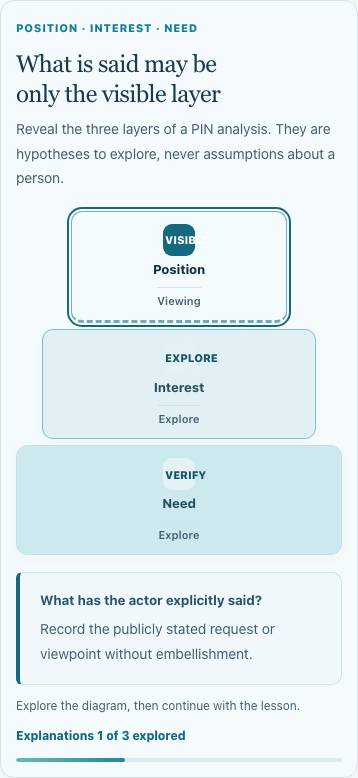 POSITION · INTEREST · NEED
What is said may be
only the visible layer
Reveal the three layers of a PIN analysis. They are
hypotheses to explore, never assumptions about a
person.
VISIBLE
Position
Viewing
EXPLORE
Interest
Explore
VERIFY
Need
Explore
What has the actor explicitly said?
Record the publicly stated request or
viewpoint without embellishment.
Explore the diagram, then continue with the lesson.
Explanations 1 of 3 explored